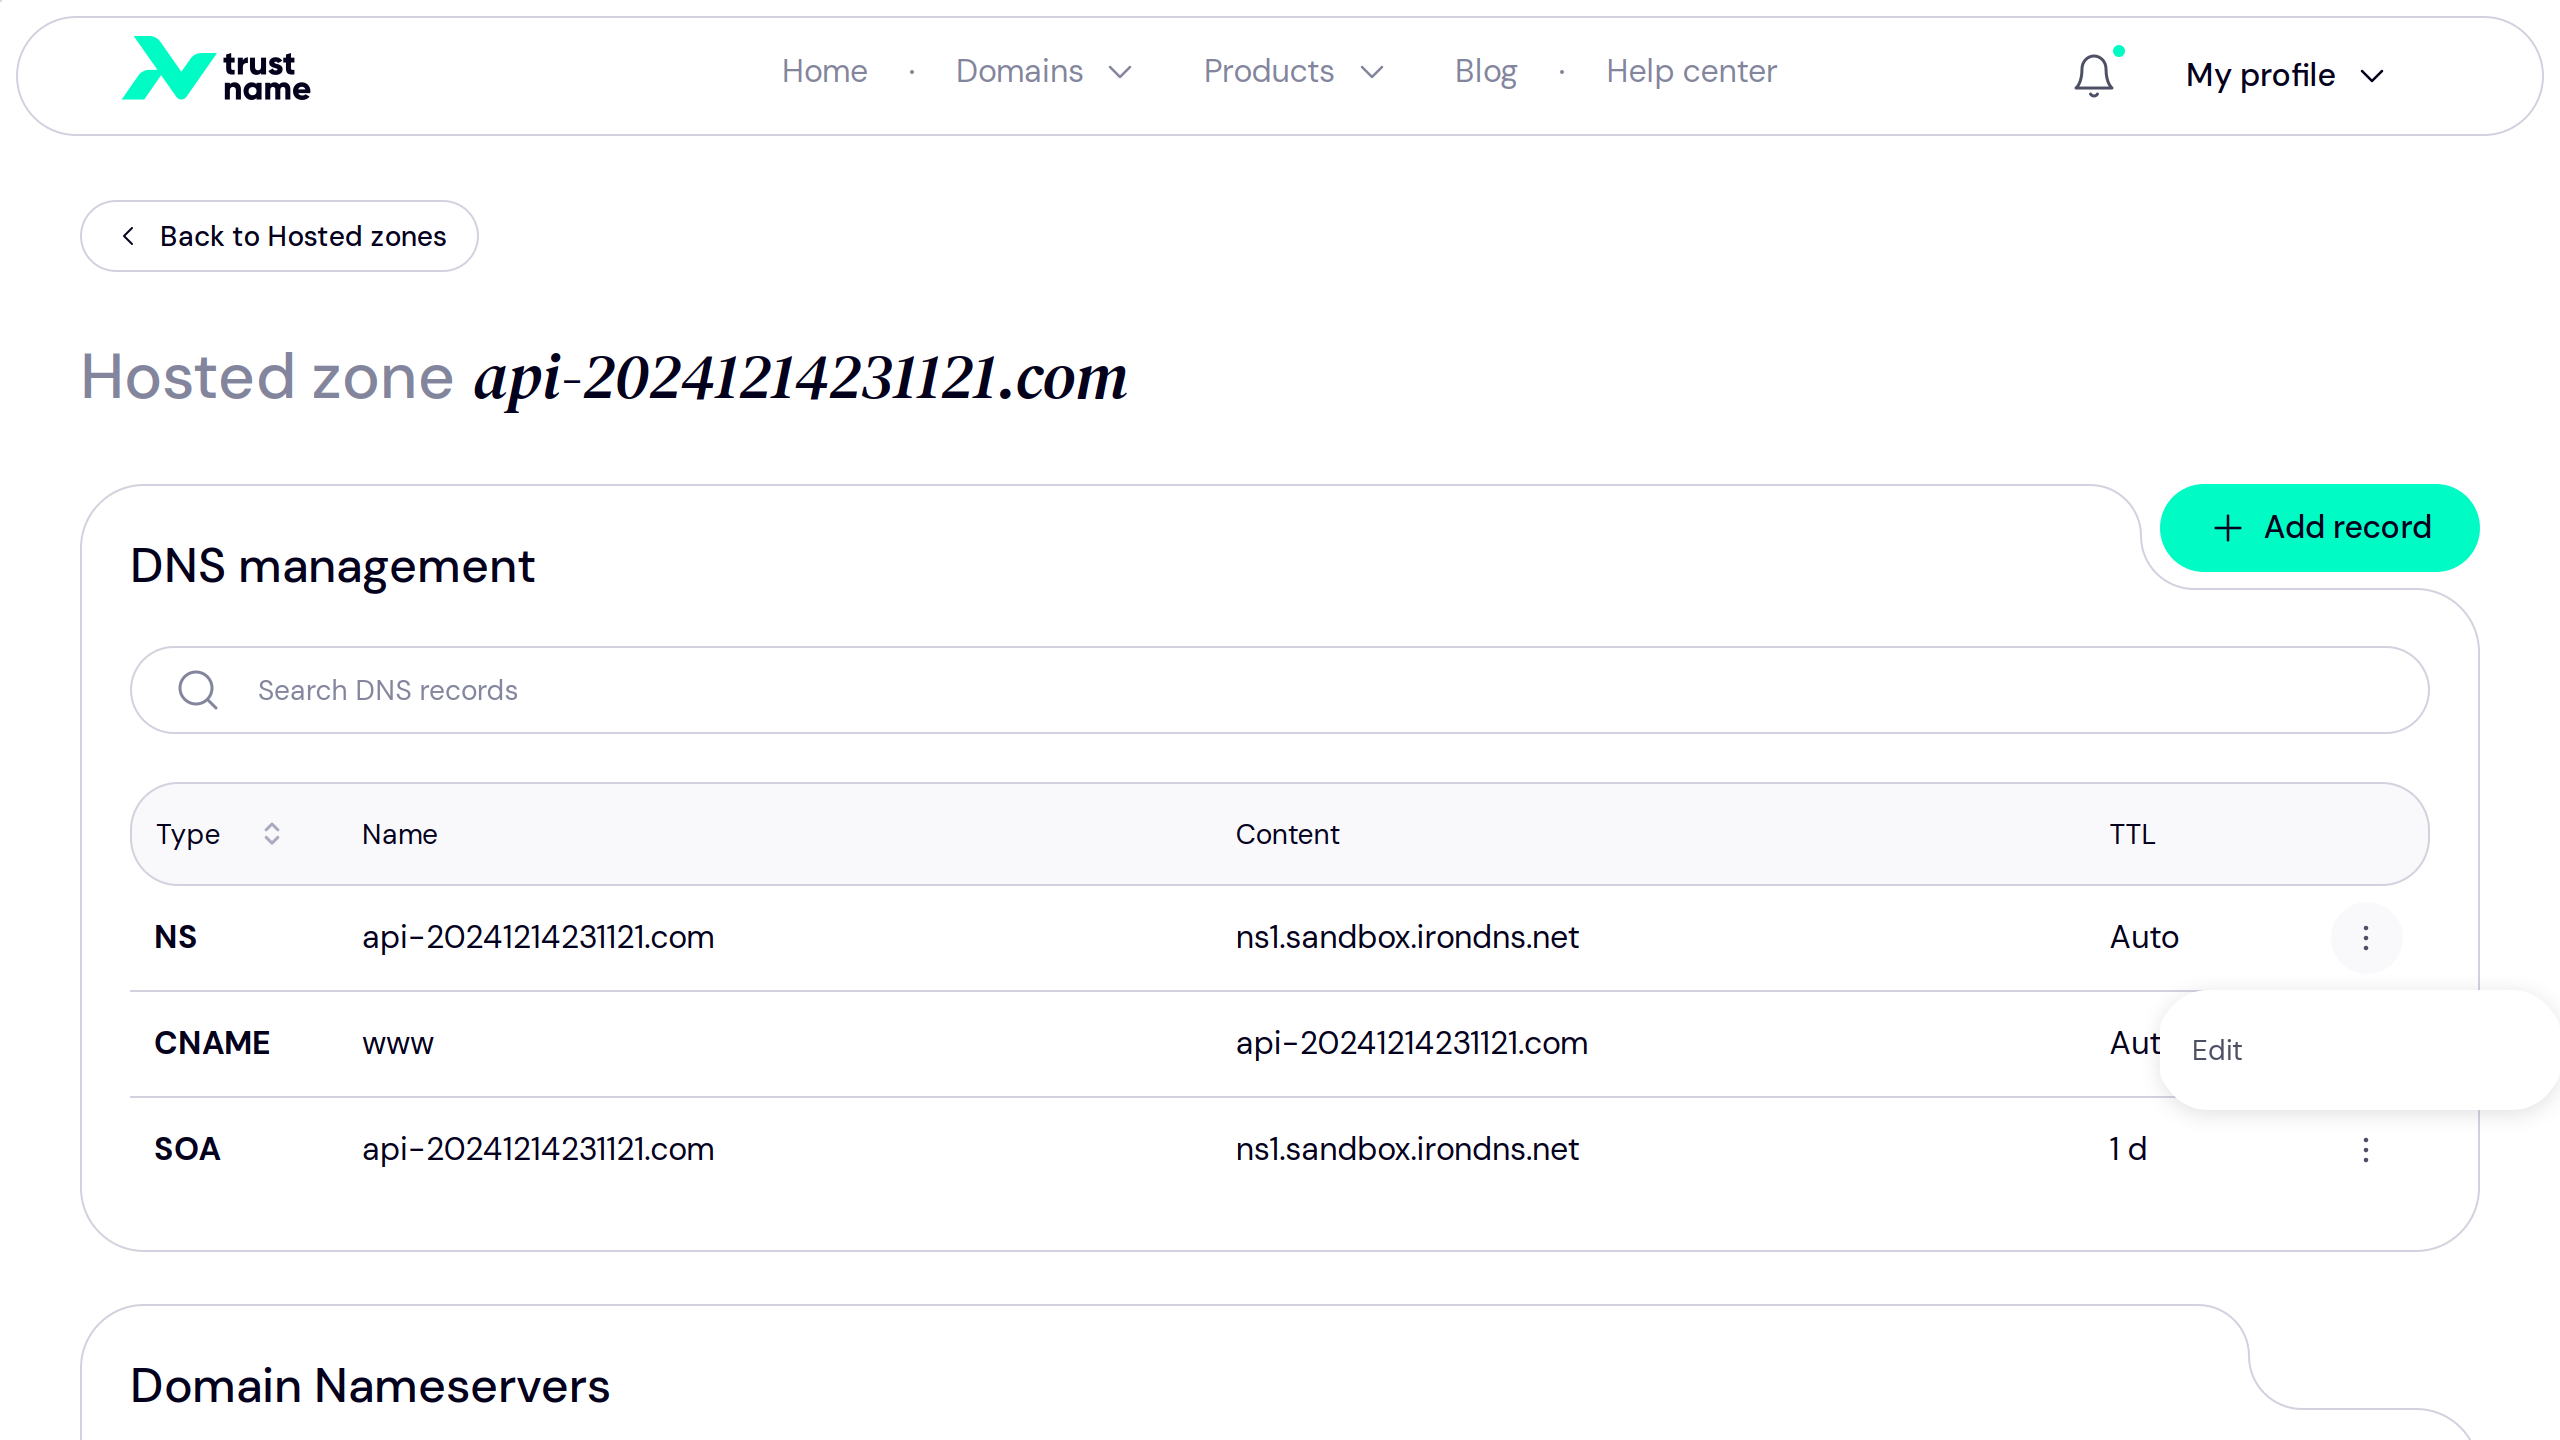 trust
name
Home · Domains Products Blog · Help center
My profile
Back to Hosted zones
Hosted zone api-20241214231121.com
Add record
DNS management
Search DNS records
Type Name Content TTL
NS api-20241214231121.com ns1.sandbox.irondns.net Auto
CNAME www api-20241214231121.com Aut
Edit
SOA api-20241214231121.com ns1.sandbox.irondns.net 1 d
Domain Nameservers